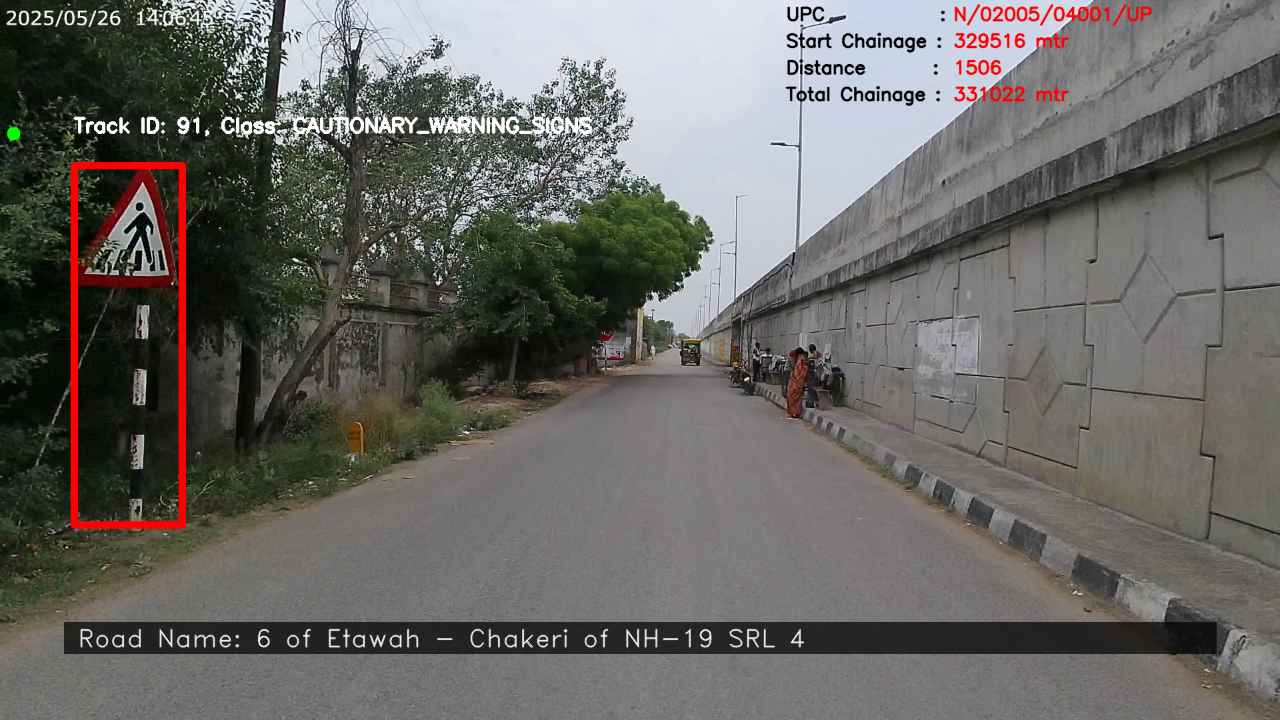 2025/05/26 14:06:45
UPC : N/02005/04001/UP
Start Chainage : 329516 mtr
Distance : 1506
Total Chainage : 331022 mtr
Track ID: 91, Class: CAUTIONARY_WARNING_SIGNS
Road Name: 6 of Etawah - Chakeri of NH-19 SRL 4